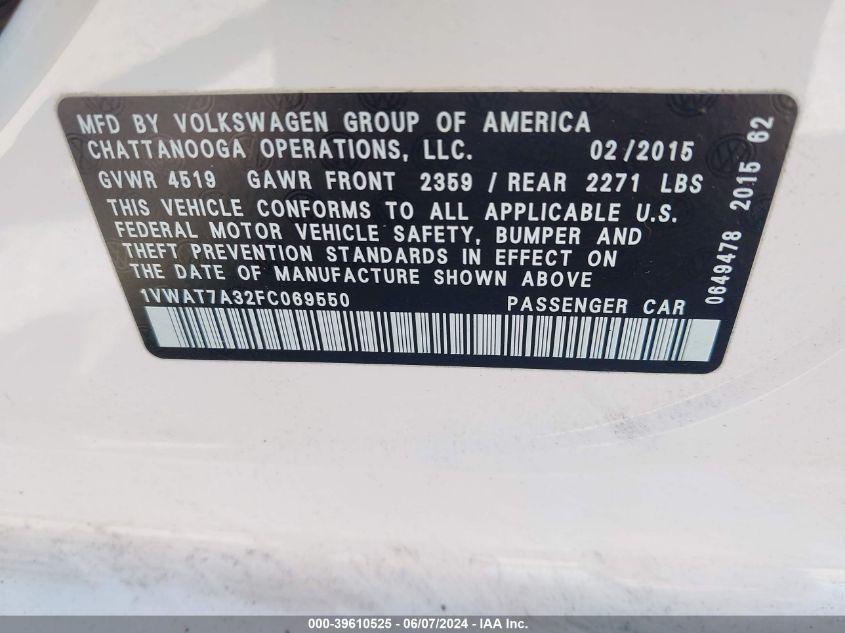 MFD BY VOLKSWAGEN GROUP OF AMERICA
CHATTANOOGA OPERATIONS, LLC. 02/2015
GVWR 4519 GAWR FRONT 2359 / REAR 2271 LBS
THIS VEHICLE CONFORMS TO ALL APPLICABLE U.S.
FEDERAL MOTOR VEHICLE SAFETY, BUMPER AND
THEFT PREVENTION STANDARDS IN EFFECT ON
THE DATE OF MANUFACTURE SHOWN ABOVE
1VWAT7A32FC069550 PASSENGER CAR
0649478 2015 62
000-39610525 - 06/07/2024 - IAA Inc.